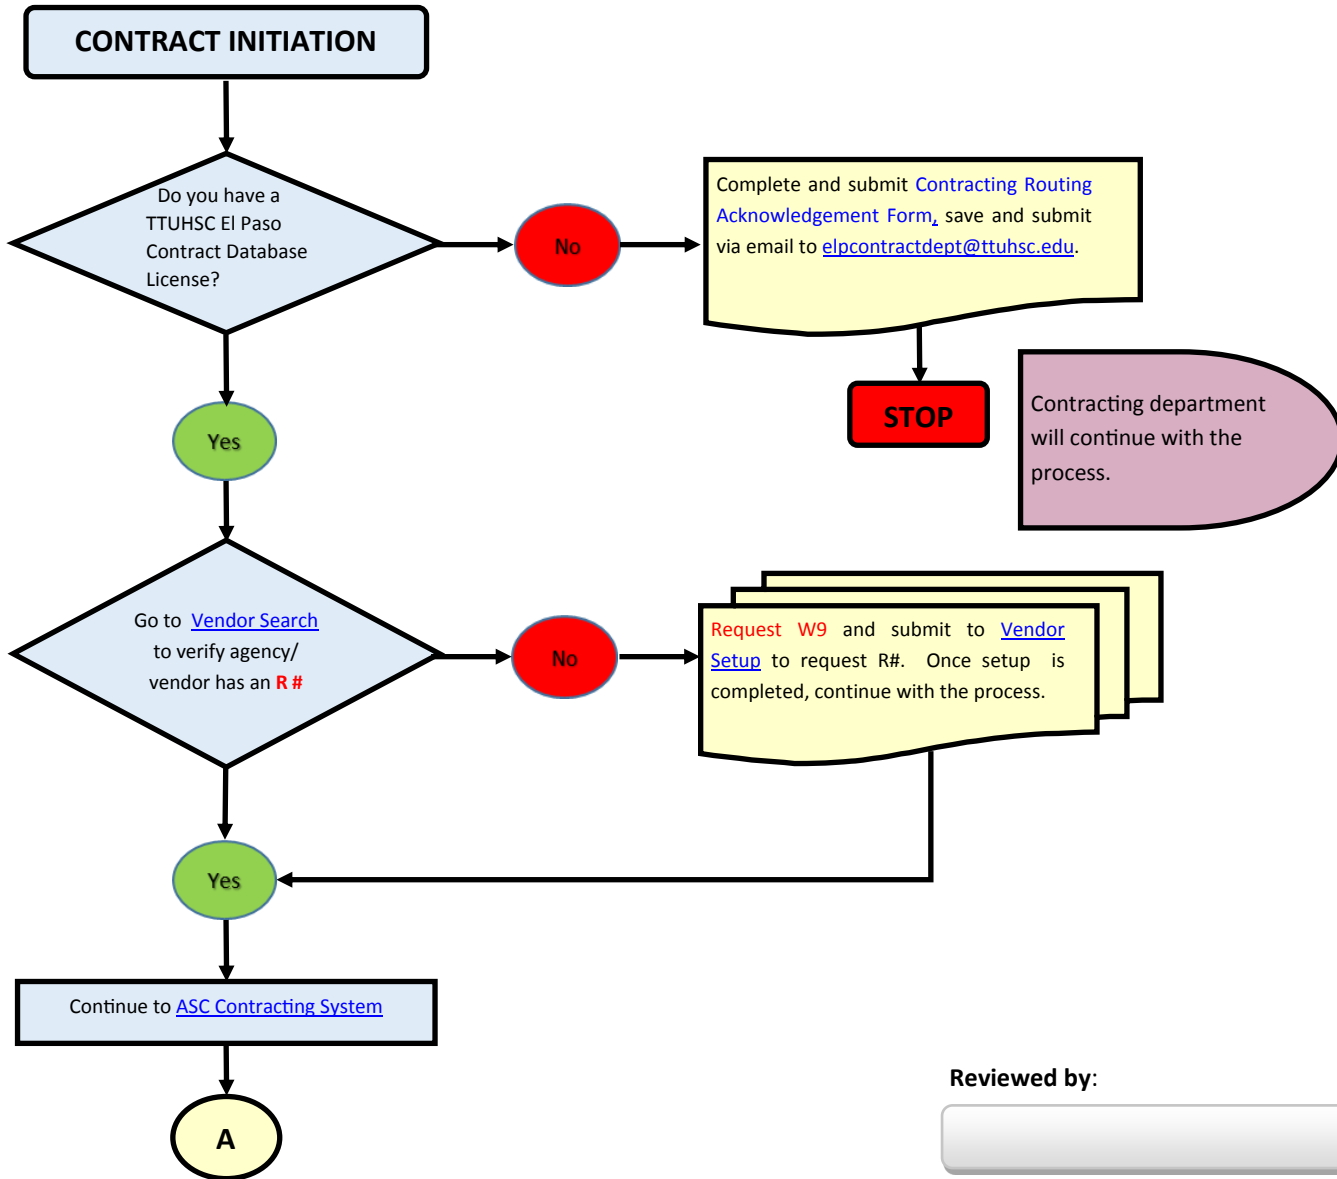 CONTRACT INITIATION
Do you have a
TTUHSC El Paso
Contract Database
License?
No
Complete and submit Contracting Routing
Acknowledgement Form, save and submit
via email to elpcontractdept@ttuhsc.edu.
STOP
Contracting department
will continue with the
process.
Yes
Go to Vendor Search
to verify agency/
vendor has an R #
No
Request W9 and submit to Vendor
Setup to request R#. Once setup is
completed, continue with the process.
Yes
Continue to ASC Contracting System
A
Reviewed by: